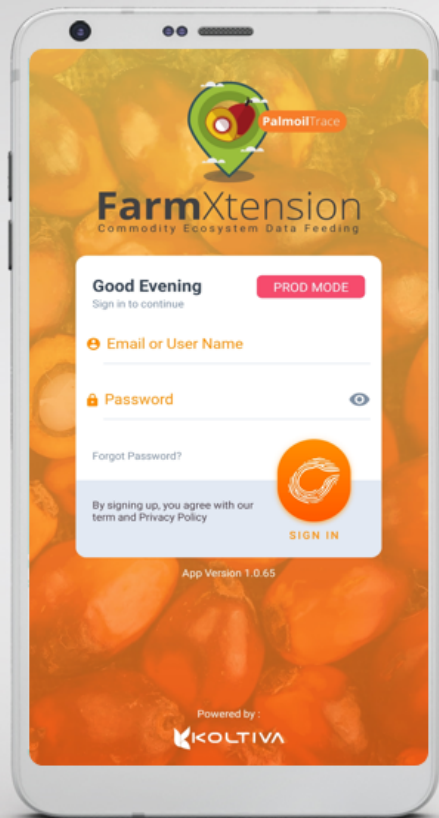 PalmoilTrace
FarmXtension
Commodity Ecosystem Data Feeding
Good Evening
PROD MODE
Sign in to continue
Email or User Name
Password
Forgot Password?
By signing up, you agree with our
term and Privacy Policy
SIGN IN
App Version 1.0.65
Powered by :
KOLTIVA